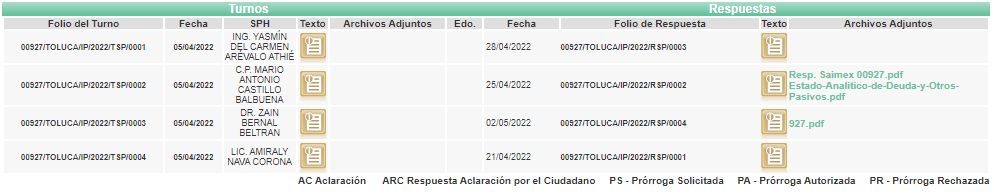 Turnos Respuestas
Folio del Turno Fecha SPH Texto Archivos Adjuntos Edo. Fecha Folio de Respuesta Texto Archivos Adjuntos
00927/TOLUCA/IP/2022/TSP/0001 05/04/2022 ING. YASMÍN DEL CARMEN ARÉVALO ATHIÉ 28/04/2022 00927/TOLUCA/IP/2022/RSP/0003
00927/TOLUCA/IP/2022/TSP/0002 05/04/2022 C.P. MARIO ANTONIO CASTILLO BALBUENA 25/04/2022 00927/TOLUCA/IP/2022/RSP/0002 Resp. Saimex 00927.pdf
Estado-Analitico-de-Deuda-y-Otros-
Pasivos.pdf
00927/TOLUCA/IP/2022/TSP/0003 05/04/2022 DR. ZAIN BERNAL BELTRAN 02/05/2022 00927/TOLUCA/IP/2022/RSP/0004 927.pdf
00927/TOLUCA/IP/2022/TSP/0004 05/04/2022 LIC. AMIRALY NAVA CORONA 21/04/2022 00927/TOLUCA/IP/2022/RSP/0001
AC Aclaración ARC Respuesta Aclaración por el Ciudadano PS - Prórroga Solicitada PA - Prórroga Autorizada PR - Prórroga Rechazada